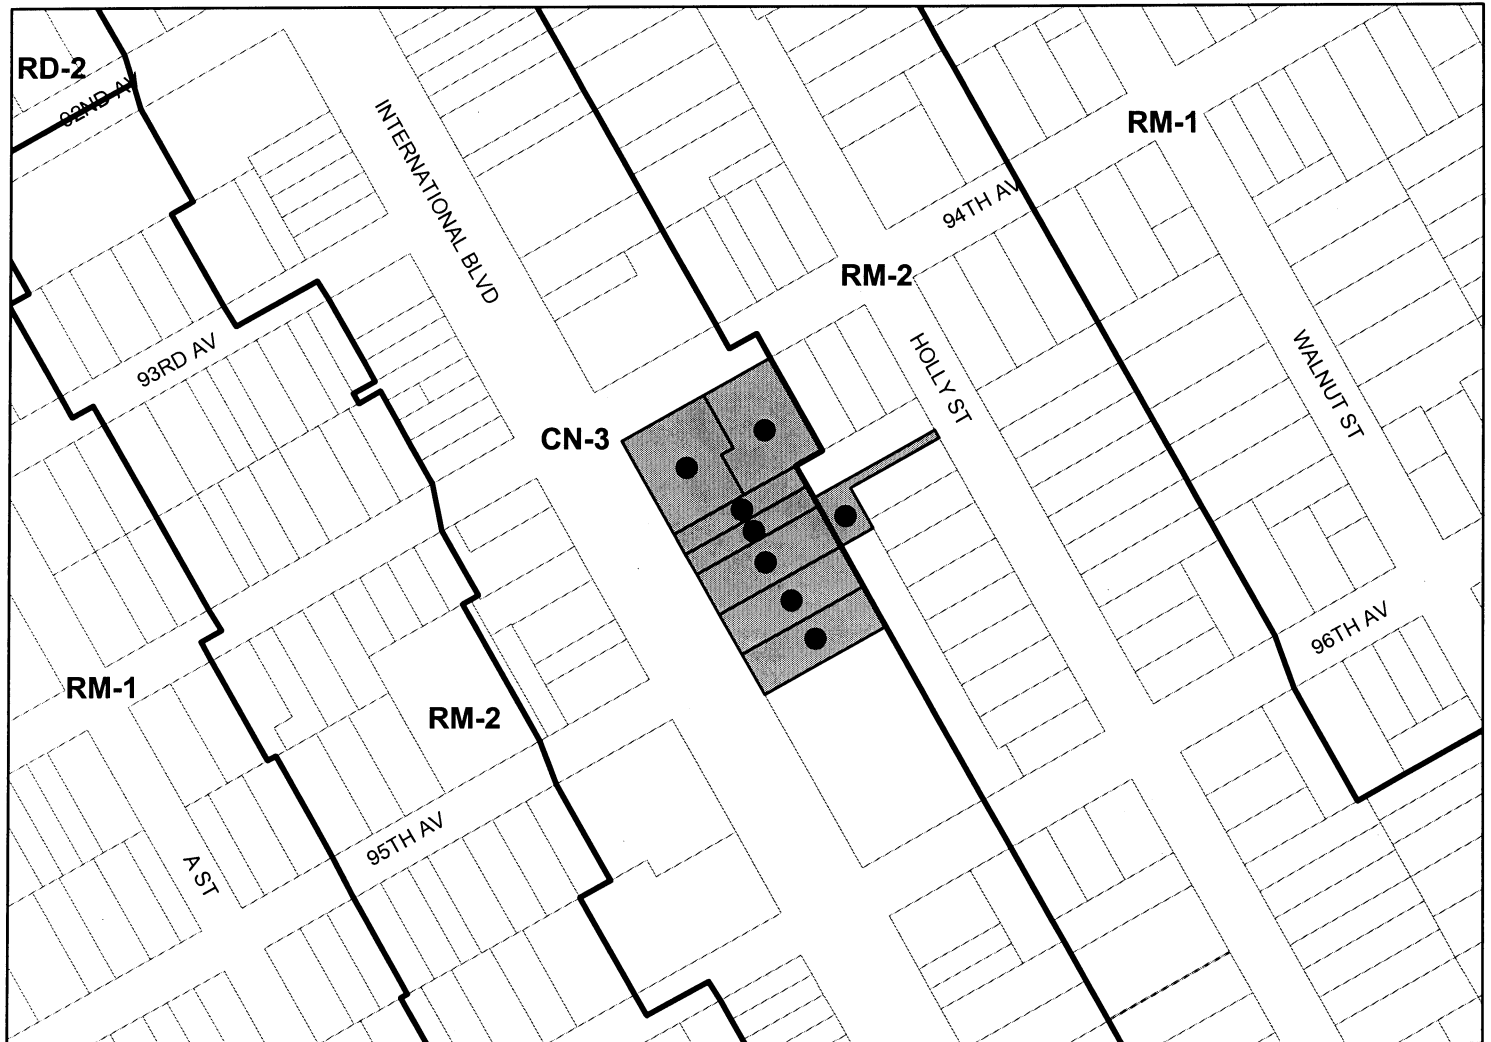 RD-2
92ND AV
INTERNATIONAL BLVD
RM-1
94TH AV
RM-2
93RD AV
HOLLY ST
WALNUT ST
CN-3
96TH AV
RM-1
RM-2
95TH AV
A ST